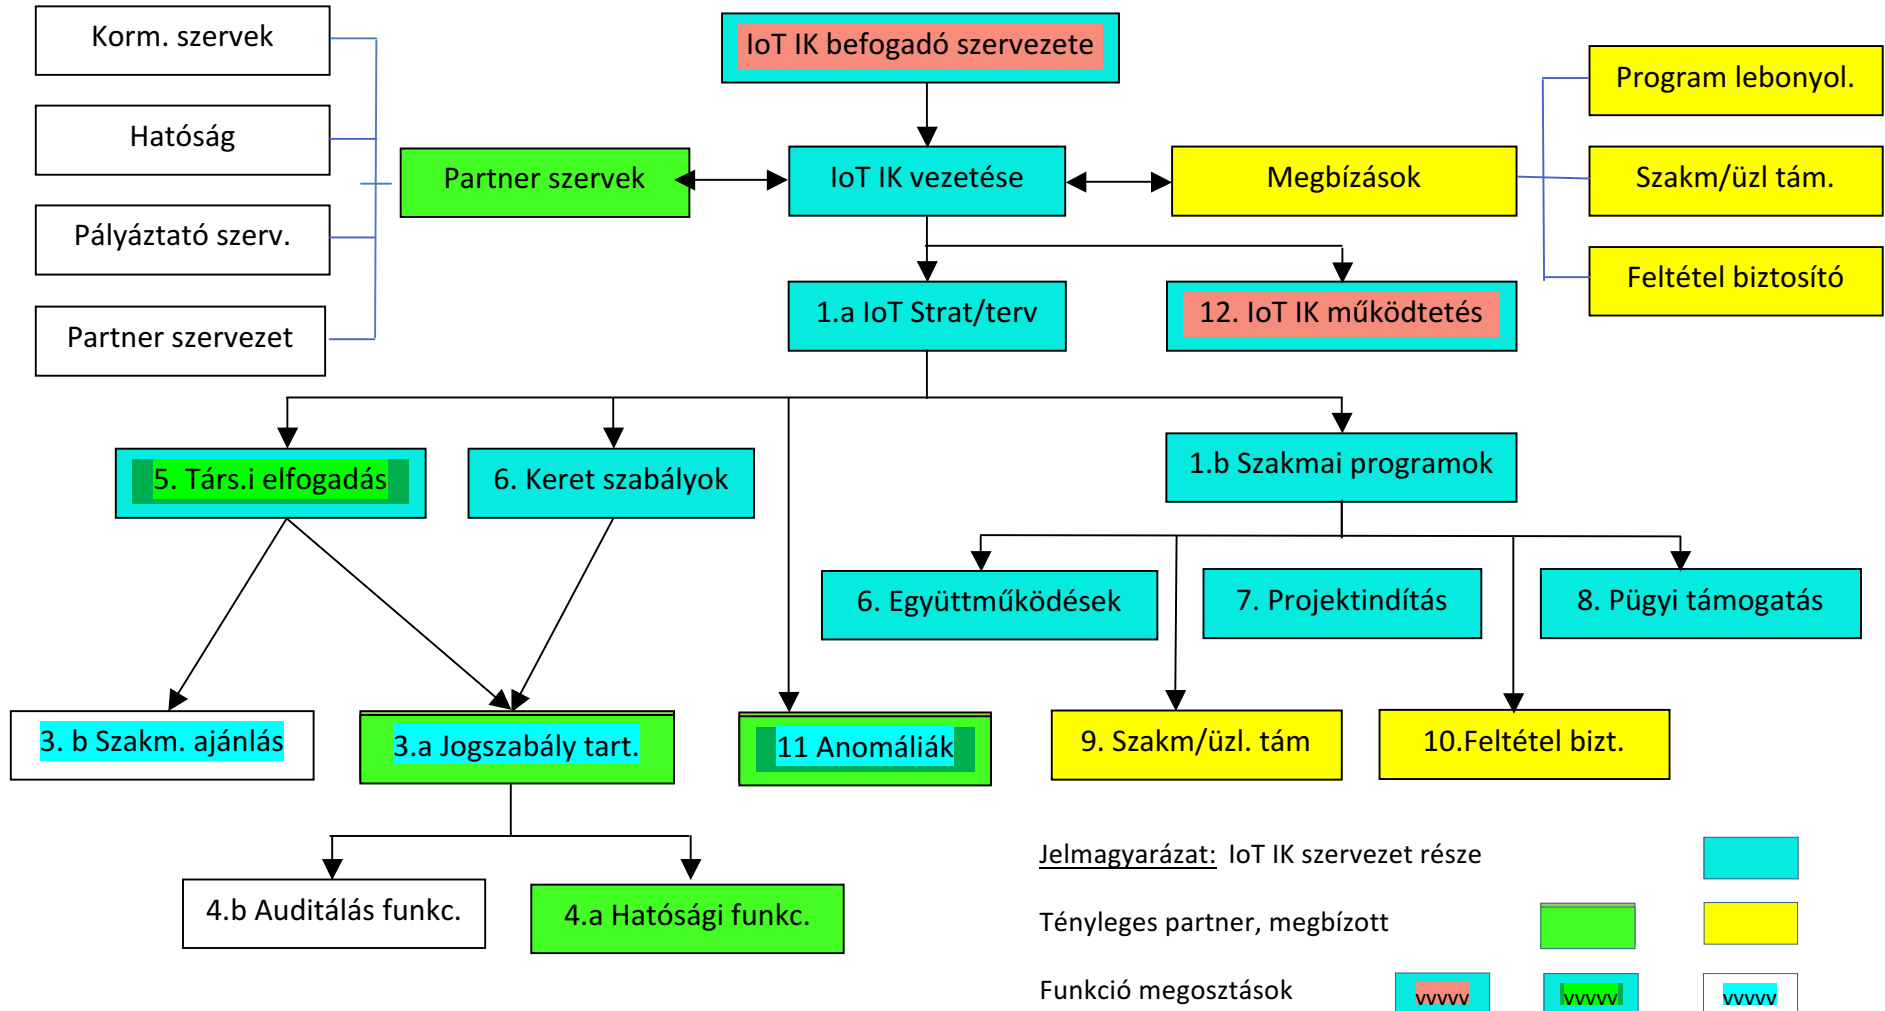 Korm. szervek
IoT IK befogadó szervezete
Program lebonyol.
Hatóság
Partner szervek
IoT IK vezetése
Megbízások
Szakm/üzl tám.
Pályáztató szerv.
Feltétel biztosító
Partner szervezet
1.a IoT Strat/terv
12. IoT IK működtetés
5. Társ.i elfogadás
6. Keret szabályok
1.b Szakmai programok
6. Együttműködések
7. Projektindítás
8. Pügyi támogatás
3. b Szakm. ajánlás
3.a Jogszabály tart.
11 Anomáliák
9. Szakm/üzl. tám
10.Feltétel bizt.
4.b Auditálás funkc.
4.a Hatósági funkc.
Jelmagyarázat: IoT IK szervezet része
Tényleges partner, megbízott
Funkció megosztások
vvvvv
vvvvv
vvvvv